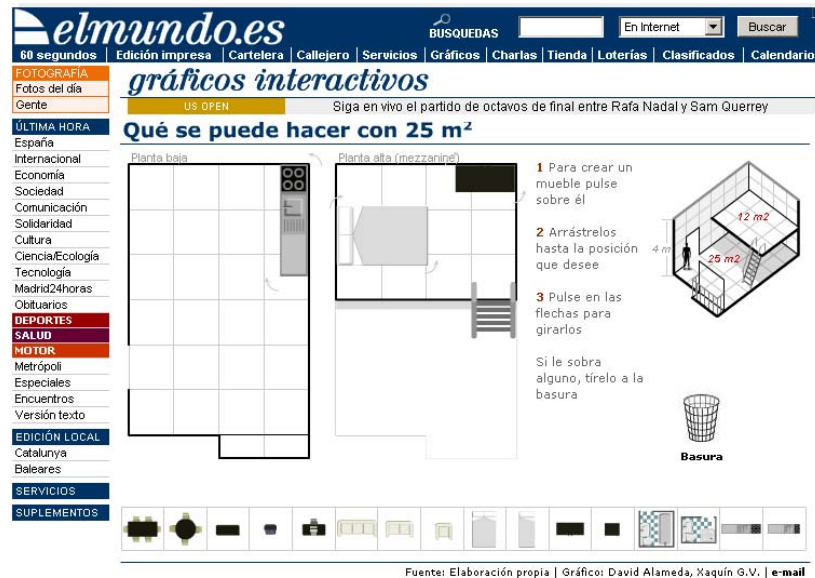 elmundo.es
BUSQUEDAS
En Internet
Buscar
60 segundos | Edición impresa | Cartelera | Callejero | Servicios | Gráficos | Charlas | Tienda | Loterías | Clasificados | Calendario
FOTOGRAFÍA
Fotos del día
Gente
ÚLTIMA HORA
España
Internacional
Economía
Sociedad
Comunicación
Solidaridad
Cultura
Ciencia/Ecología
Tecnología
Madrid24horas
Obituarios
DEPORTES
SALUD
MOTOR
Metrópoli
Especiales
Encuentros
Versión texto
EDICIÓN LOCAL
Catalunya
Baleares
SERVICIOS
SUPLEMENTOS
gráficos interactivos
US OPEN
Siga en vivo el partido de octavos de final entre Rafa Nadal y Sam Querrey
Qué se puede hacer con 25 m²
Planta baja
Planta alta (mezzanine)
1 Para crear un
mueble pulse
sobre él
2 Arrástrelos
hasta la posición
que desee
3 Pulse en las
flechas para
girarlos
Si le sobra
alguno, tírelo a la
basura
12 m2
4 m
25 m2
Basura
Fuente: Elaboración propia | Gráfico: David Alameda, Xaquín G.V. | e-mail